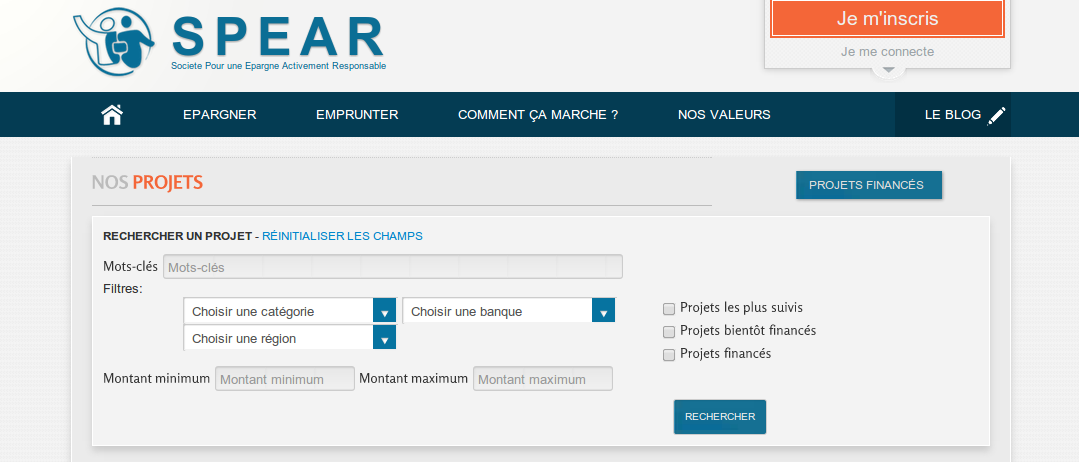 Je m'inscris
SPEAR
Societe Pour une Epargne Activement Responsable
Je me connecte
EPARGNER EMPRUNTER COMMENT ÇA MARCHE ? NOS VALEURS LE BLOG
NOS PROJETS PROJETS FINANCÉS
RECHERCHER UN PROJET - RÉINITIALISER LES CHAMPS
Mots-clés Mots-clés
Filtres:
Choisir une catégorie Choisir une banque Projets les plus suivis
Projets bientôt financés
Choisir une région
Projets financés
Montant minimum Montant minimum Montant maximum Montant maximum
RECHERCHER